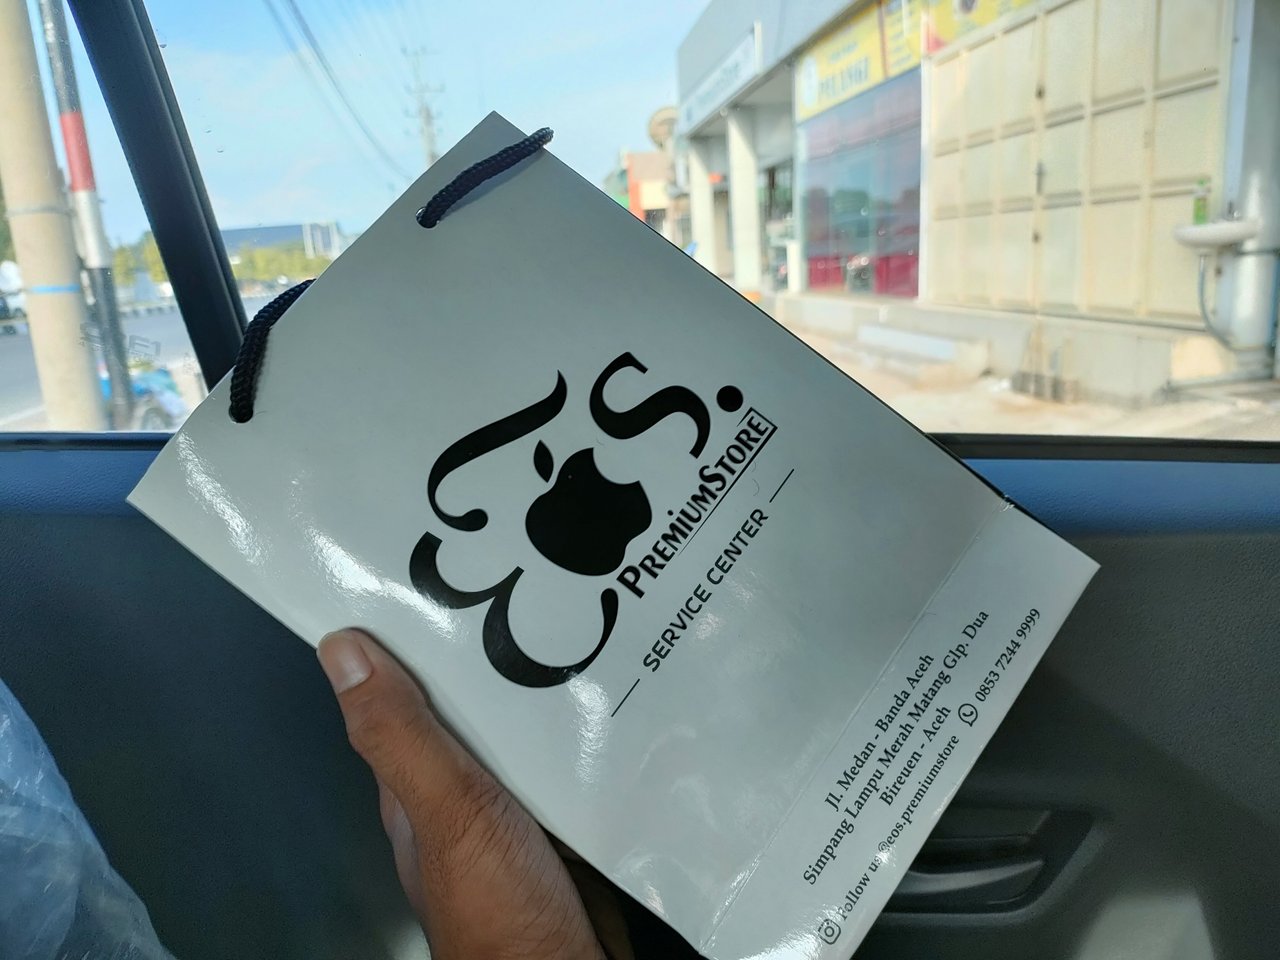 EOS.
PREMIUMSTORE
SERVICE CENTER
Jl. Medan - Banda Aceh
Simpang Lampu Merah Matang Glp. Dua
Bireuen - Aceh
Follow us @eos.premiumstore 0853 7244 9999
PELANGI